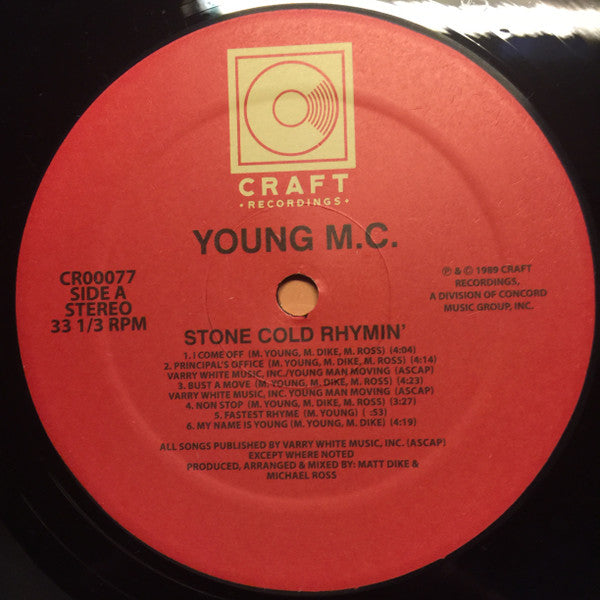 CRAFT
• RECORDINGS •
YOUNG M.C.
CR00077
SIDE A
STEREO
33 1/3 RPM
℗ & © 1989 CRAFT
RECORDINGS,
A DIVISION OF CONCORD
MUSIC GROUP, INC.
STONE COLD RHYMIN'
1. I COME OFF (M. YOUNG, M. DIKE, M. ROSS) (4:04)
2. PRINCIPAL'S OFFICE (M. YOUNG, M. DIKE, M. ROSS) (4:14)
VARRY WHITE MUSIC, INC./YOUNG MAN MOVING (ASCAP)
3. BUST A MOVE (M. YOUNG, M. DIKE, M. ROSS) (4:23)
VARRY WHITE MUSIC, INC. YOUNG MAN MOVING (ASCAP)
4. NON STOP (M. YOUNG, M. DIKE, M. ROSS) (3:27)
5. FASTEST RHYME (M. YOUNG) ( :53)
6. MY NAME IS YOUNG (M. YOUNG, M. DIKE) (4:19)
ALL SONGS PUBLISHED BY VARRY WHITE MUSIC, INC. [ASCAP]
EXCEPT WHERE NOTED
PRODUCED, ARRANGED & MIXED BY: MATT DIKE &
MICHAEL ROSS